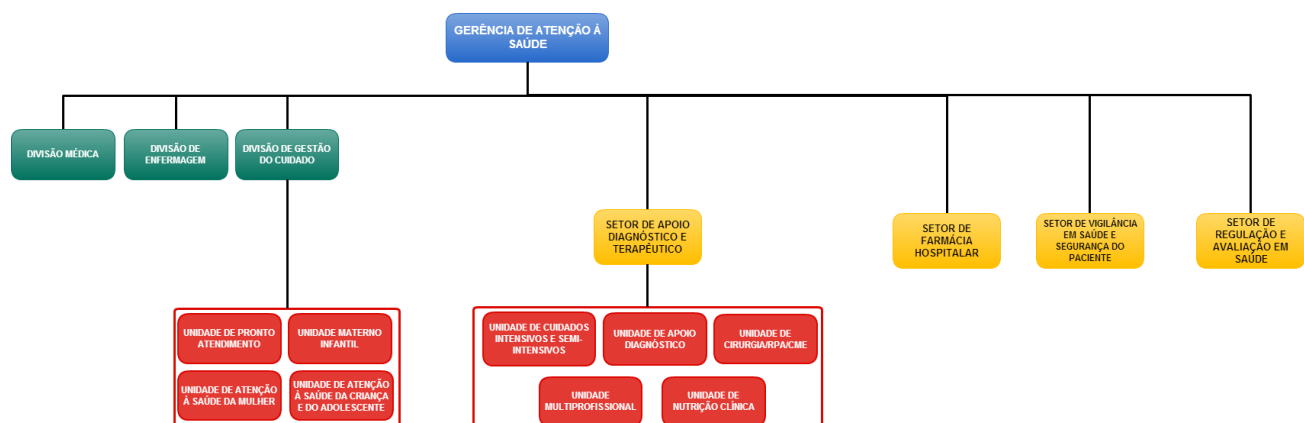 GERÊNCIA DE ATENÇÃO À
SAÚDE
DIVISÃO MÉDICA
DIVISÃO DE
ENFERMAGEM
DIVISÃO DE GESTÃO
DO CUIDADO
SETOR DE APOIO
DIAGNÓSTICO E
TERAPÊUTICO
SETOR DE
FARMÁCIA
HOSPITALAR
SETOR DE VIGILÂNCIA
EM SAÚDE E
SEGURANÇA DO
PACIENTE
SETOR DE
REGULAÇÃO E
AVALIAÇÃO EM
SAÚDE
UNIDADE DE PRONTO
ATENDIMENTO
UNIDADE MATERNO
INFANTIL
UNIDADE DE ATENÇÃO
À SAÚDE DA MULHER
UNIDADE DE ATENÇÃO
À SAÚDE DA CRIANÇA
E DO ADOLESCENTE
UNIDADE DE CUIDADOS
INTENSIVOS E SEMI-
INTENSIVOS
UNIDADE DE APOIO
DIAGNÓSTICO
UNIDADE DE
CIRURGIA/RPA/CME
UNIDADE
MULTIPROFISSIONAL
UNIDADE DE
NUTRIÇÃO CLÍNICA